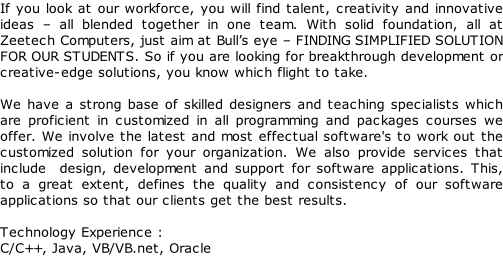 If you look at our workforce, you will find talent, creativity and innovative
ideas – all blended together in one team. With solid foundation, all at
Zeetech Computers, just aim at Bull's eye – FINDING SIMPLIFIED SOLUTION
FOR OUR STUDENTS. So if you are looking for breakthrough development or
creative-edge solutions, you know which flight to take.

We have a strong base of skilled designers and teaching specialists which
are proficient in customized in all programming and packages courses we
offer. We involve the latest and most effectual software's to work out the
customized solution for your organization. We also provide services that
include design, development and support for software applications. This,
to a great extent, defines the quality and consistency of our software
applications so that our clients get the best results.

Technology Experience :
C/C++, Java, VB/VB.net, Oracle